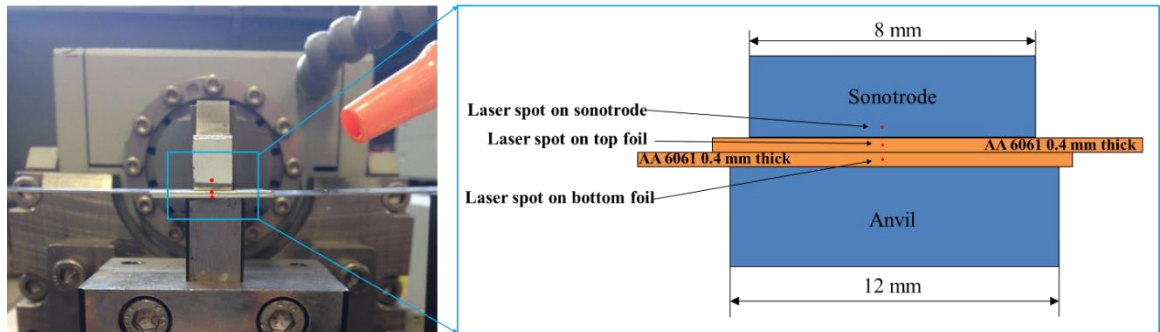 8 mm
Sonotrode
Laser spot on sonotrode
Laser spot on top foil
AA 6061 0.4 mm thick
AA 6061 0.4 mm thick
Laser spot on bottom foil
Anvil
12 mm